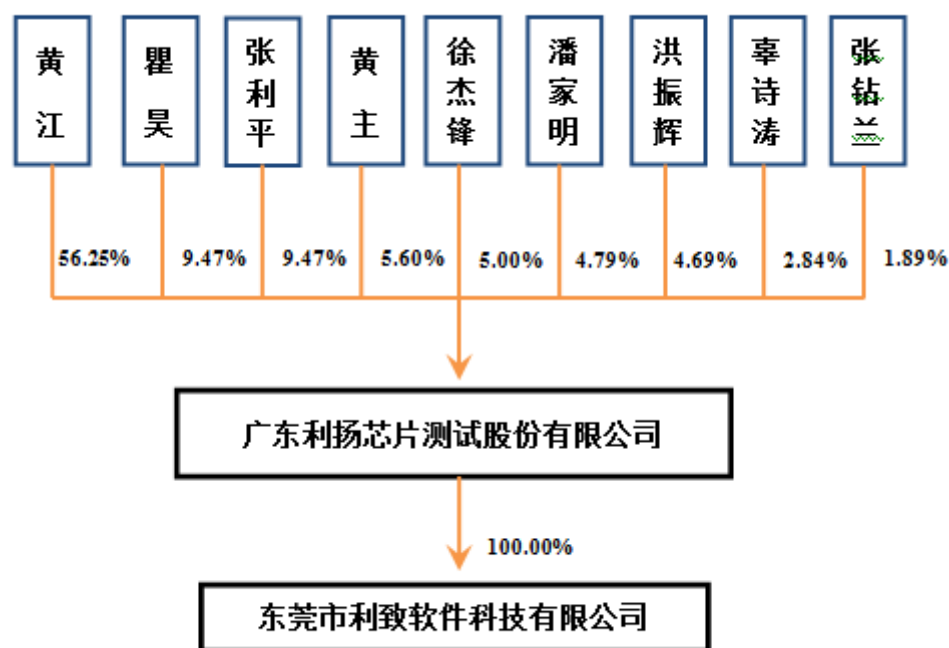 黄江
瞿昊
张利平
黄主
徐杰锋
潘家明
洪振辉
辜诗涛
张钻兰
56.25%
9.47%
9.47%
5.60%
5.00%
4.79%
4.69%
2.84%
1.89%
广东利扬芯片测试股份有限公司
100.00%
东莞市利致软件科技有限公司